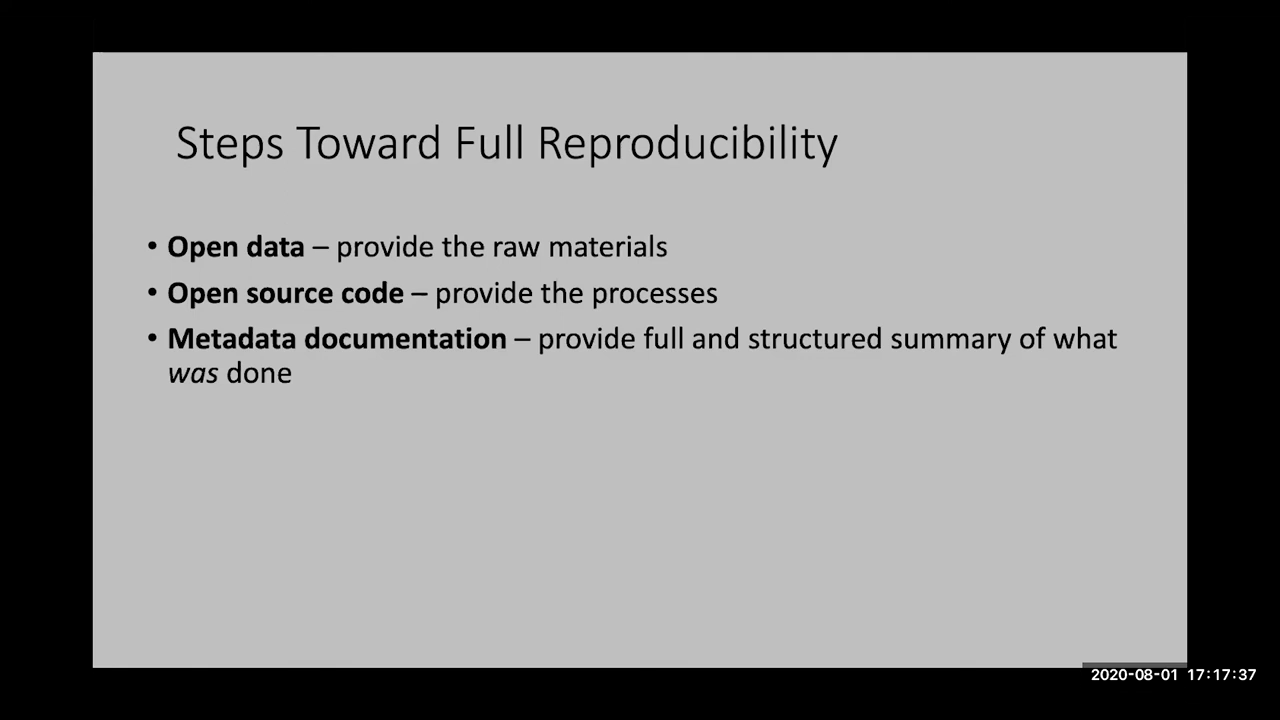 Steps Toward Full Reproducibility
• Open data – provide the raw materials
• Open source code – provide the processes
• Metadata documentation – provide full and structured summary of what
was done
2020-08-01 17:17:37